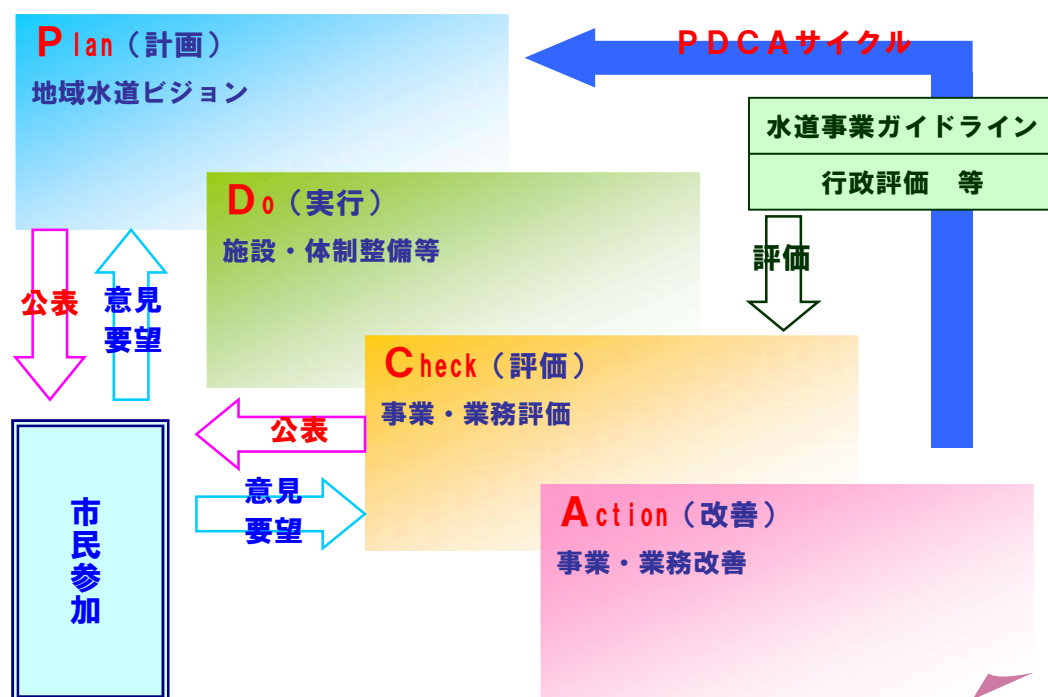 Plan（計画）
地域水道ビジョン
PDCAサイクル
水道事業ガイドライン
行政評価　等
評価
Do（実行）
施設・体制整備等
公表
意見
要望
Check（評価）
事業・業務評価
公表
意見
要望
市民参加
Action（改善）
事業・業務改善